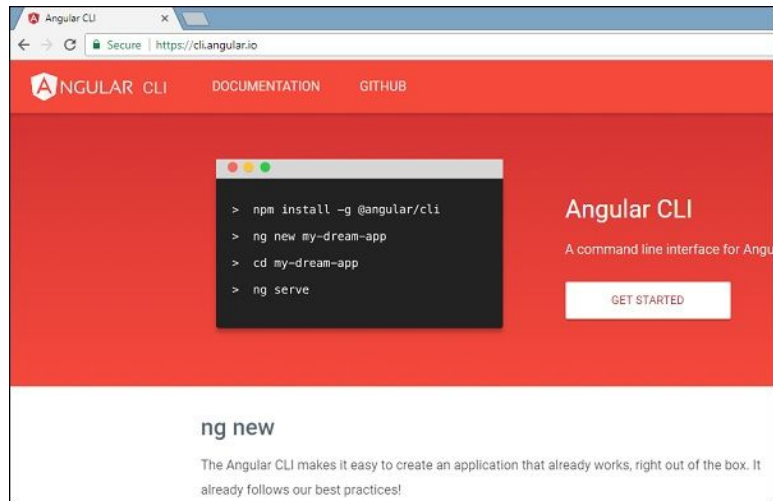 Angular CLI
Secure | https://cli.angular.io
ANGULAR CLI DOCUMENTATION GITHUB
> npm install -g @angular/cli
> ng new my-dream-app
> cd my-dream-app
> ng serve
Angular CLI
A command line interface for Angu
GET STARTED
ng new
The Angular CLI makes it easy to create an application that already works, right out of the box. It
already follows our best practices!